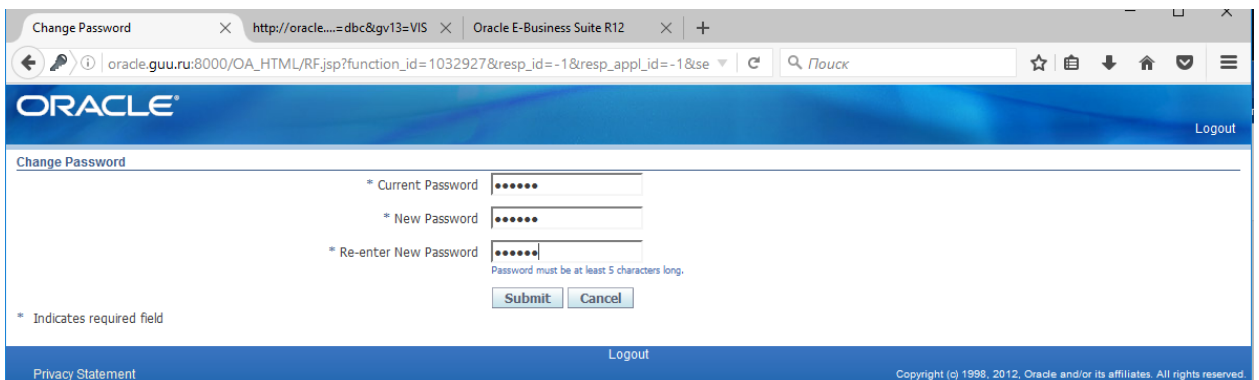 Change Password
http://oracle....=dbc&gv13=VIS
Oracle E-Business Suite R12
oracle.guu.ru:8000/OA_HTML/RF.jsp?function_id=1032927&resp_id=-1&resp_appl_id=-1&se
Поиск
ORACLE®
Logout
Change Password
* Current Password ••••••
* New Password ••••••
* Re-enter New Password ••••••
Password must be at least 5 characters long.
Submit Cancel
* Indicates required field
Logout
Privacy Statement
Copyright (c) 1998, 2012, Oracle and/or its affiliates. All rights reserved.